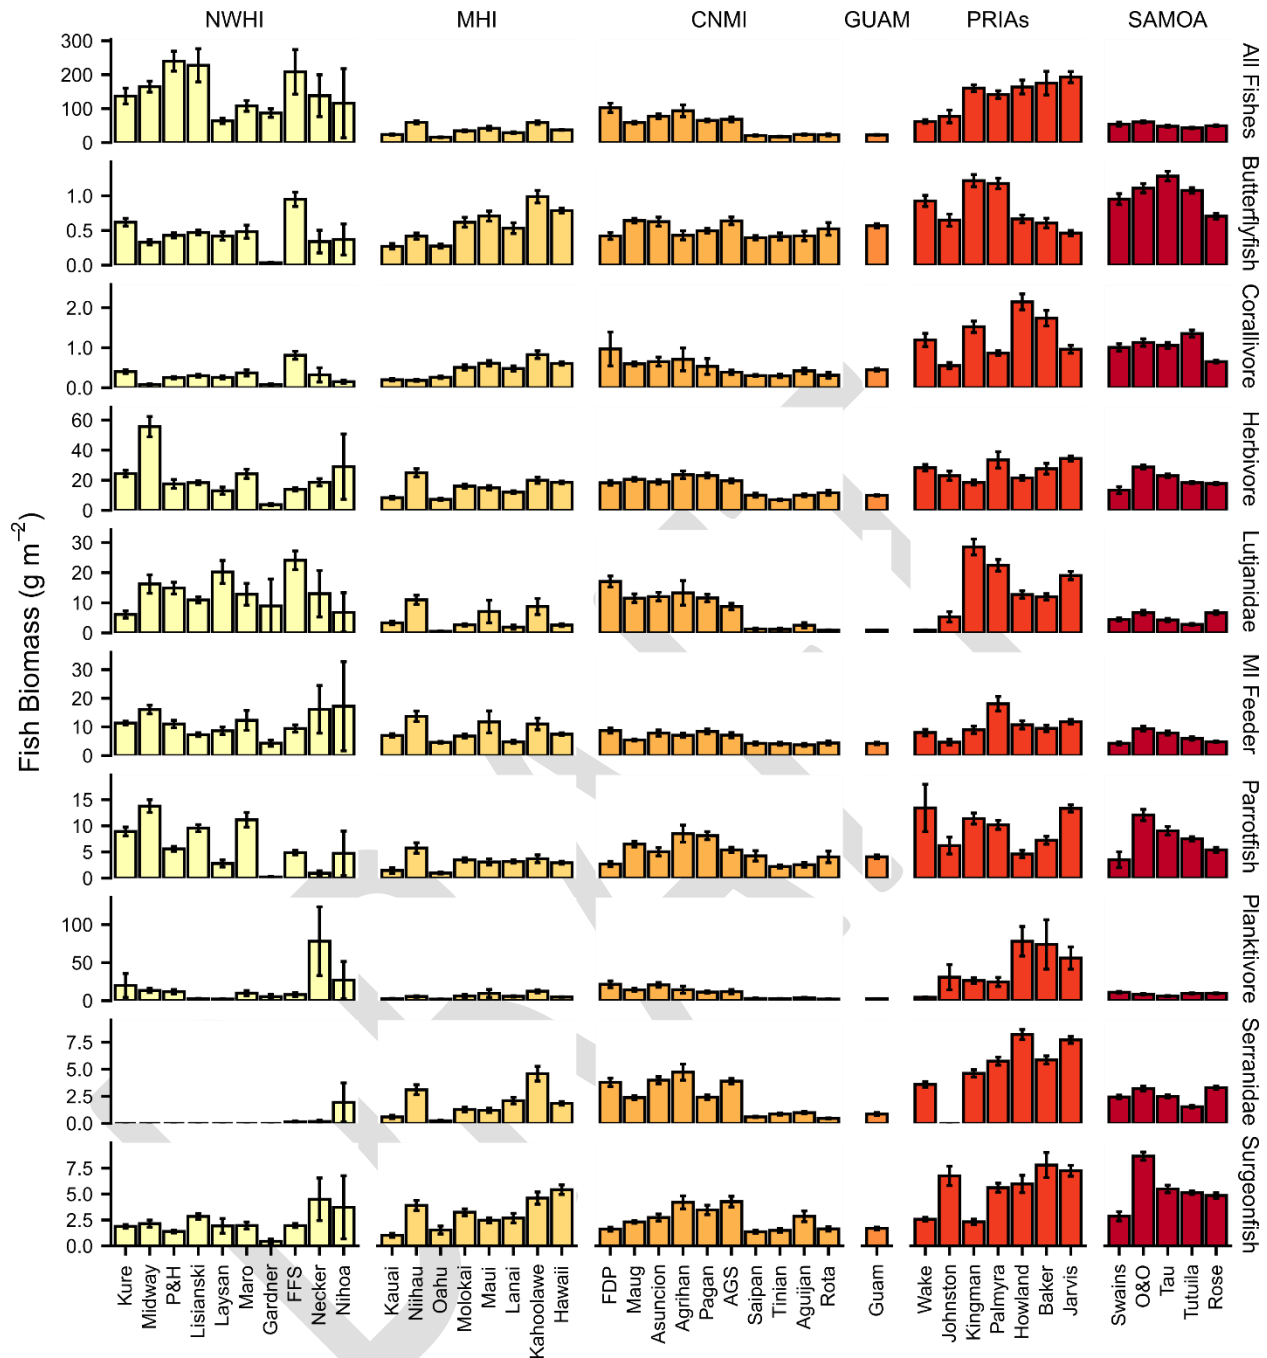 NWHI MHI CNMI GUAM PRIAs SAMOA
Fish Biomass (g m⁻²)
300
200
100
0
All Fishes
1.0
0.5
0.0
Butterflyfish
2.0
1.0
0.0
Corallivore
60
40
20
0
Herbivore
30
20
10
0
Lutjanidae
30
20
10
0
MI Feeder
15
10
5
0
Parrotfish
100
50
0
Planktivore
7.5
5.0
2.5
0.0
Serranidae
7.5
5.0
2.5
0.0
Surgeonfish
Kure
Midway
P&H
Lisianski
Laysan
Maro
Gardner
FFS
Necker
Nihoa
Kauai
Niihau
Oahu
Molokai
Maui
Lanai
Kahoolawe
Hawaii
FDP
Maug
Asuncion
Agrihan
Pagan
AGS
Saipan
Tinian
Aguijan
Rota
Guam
Wake
Johnston
Kingman
Palmyra
Howland
Baker
Jarvis
Swains
O&O
Tau
Tutuila
Rose